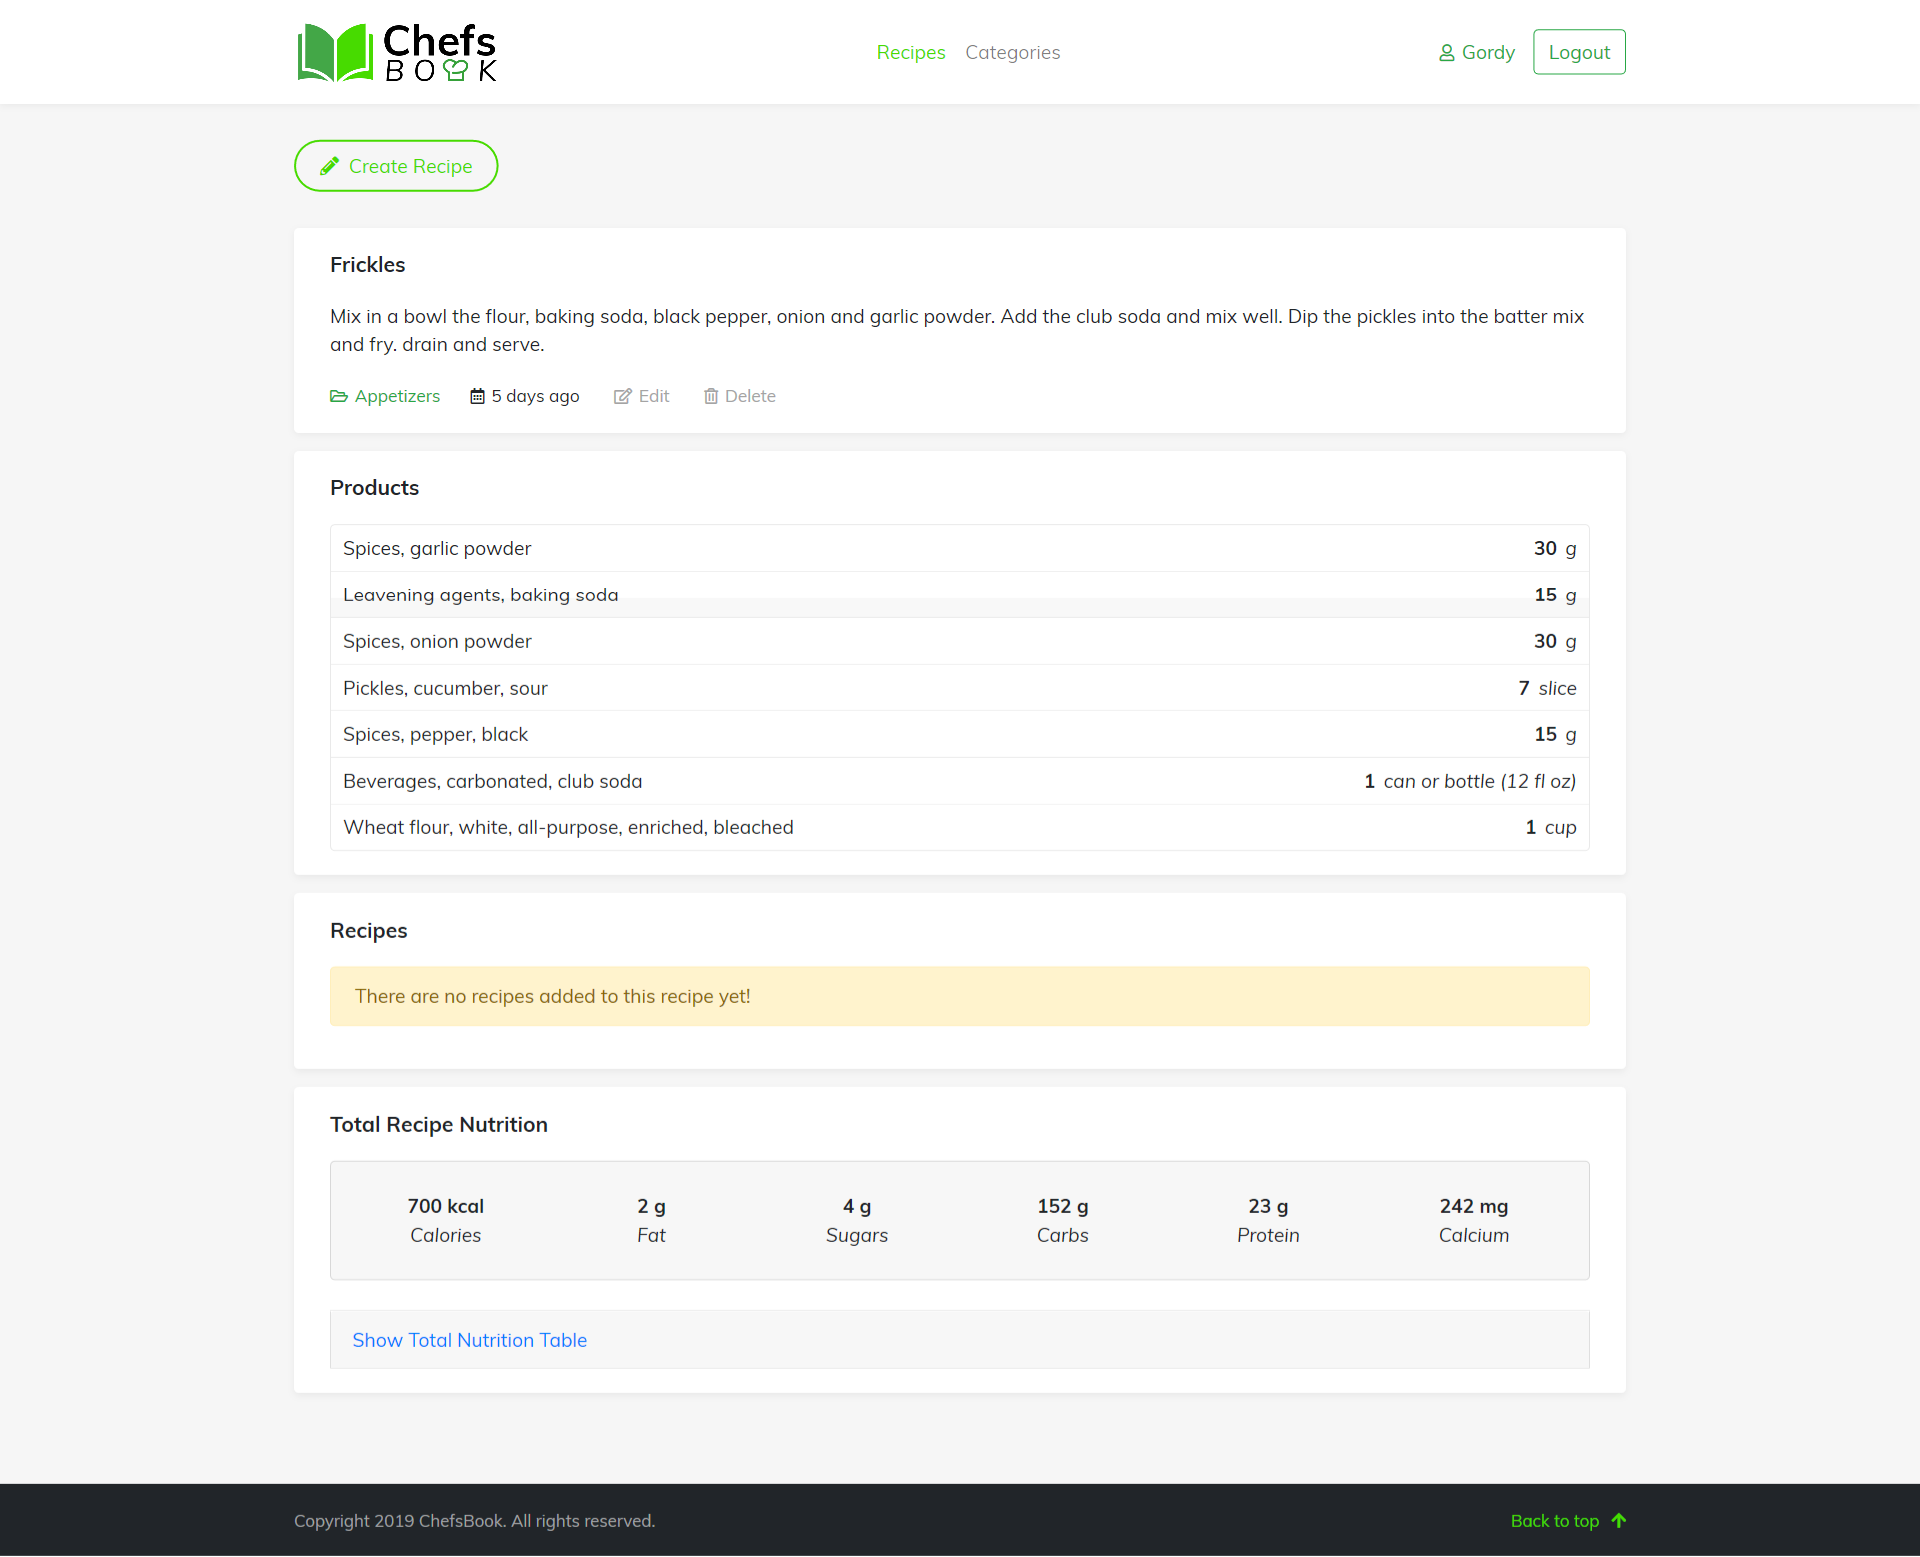 Chefs
BOOK
Recipes Categories
Gordy Logout
Create Recipe
Frickles
Mix in a bowl the flour, baking soda, black pepper, onion and garlic powder. Add the club soda and mix well. Dip the pickles into the batter mix
and fry. drain and serve.
Appetizers 5 days ago Edit Delete
Products
Spices, garlic powder 30 g
Leavening agents, baking soda 15 g
Spices, onion powder 30 g
Pickles, cucumber, sour 7 slice
Spices, pepper, black 15 g
Beverages, carbonated, club soda 1 can or bottle (12 fl oz)
Wheat flour, white, all-purpose, enriched, bleached 1 cup
Recipes
There are no recipes added to this recipe yet!
Total Recipe Nutrition
700 kcal 2 g 4 g 152 g 23 g 242 mg
Calories Fat Sugars Carbs Protein Calcium
Show Total Nutrition Table
Copyright 2019 ChefsBook. All rights reserved. Back to top